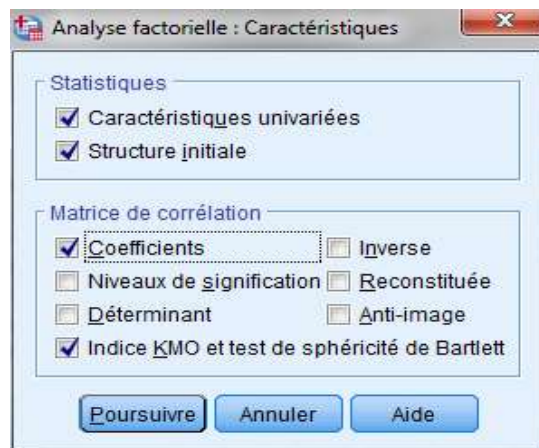 Analyse factorielle : Caractéristiques
Statistiques
Caractéristiques univariées
Structure initiale
Matrice de corrélation
Coefficients Inverse
Niveaux de signification Reconstituée
Déterminant Anti-image
Indice KMO et test de sphéricité de Bartlett
Poursuivre Annuler Aide